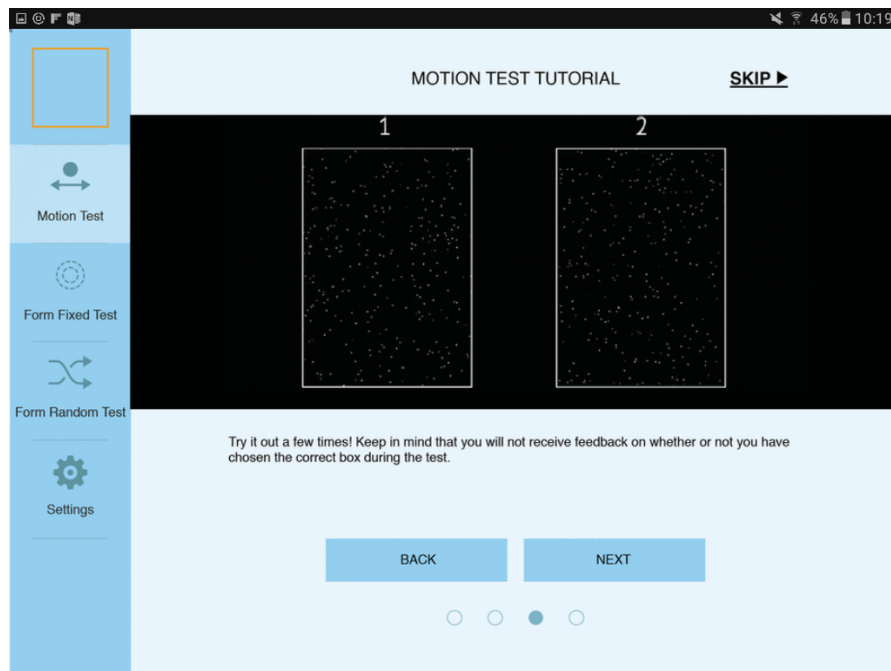 46% 10:19
MOTION TEST TUTORIAL
SKIP
1
2
Motion Test
Form Fixed Test
Form Random Test
Settings
Try it out a few times! Keep in mind that you will not receive feedback on whether or not you have
chosen the correct box during the test.
BACK
NEXT